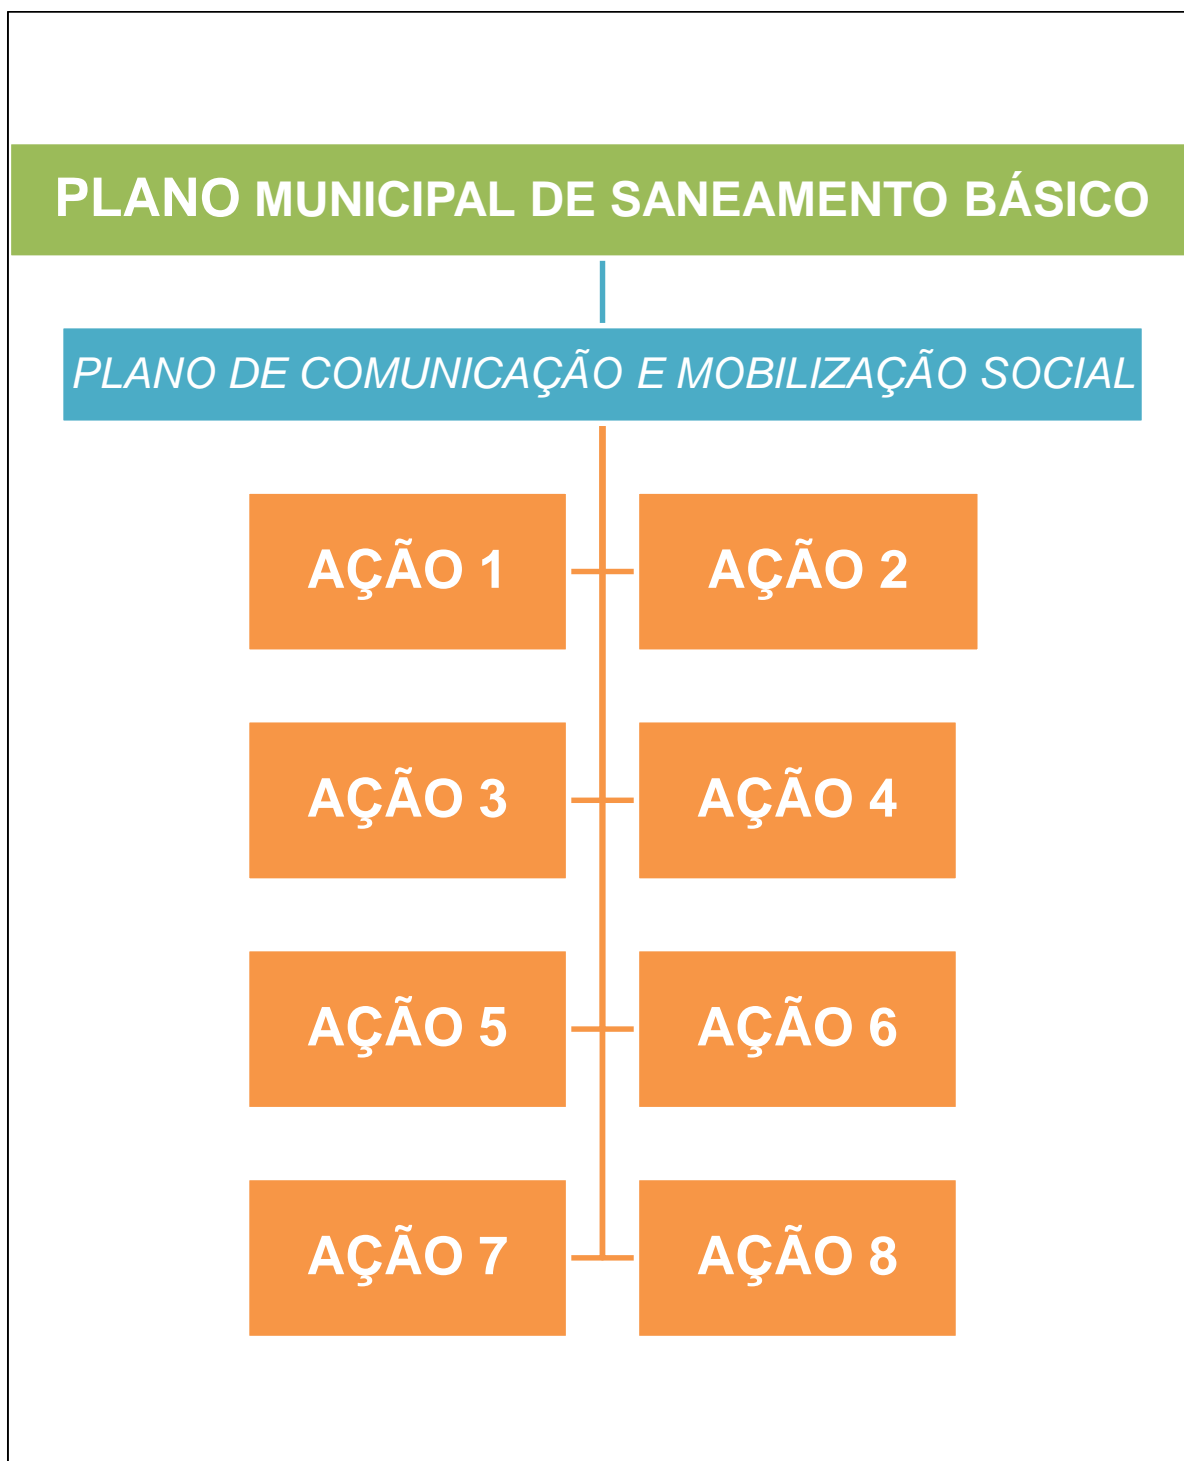 PLANO MUNICIPAL DE SANEAMENTO BÁSICO
PLANO DE COMUNICAÇÃO E MOBILIZAÇÃO SOCIAL
AÇÃO 1
AÇÃO 2
AÇÃO 3
AÇÃO 4
AÇÃO 5
AÇÃO 6
AÇÃO 7
AÇÃO 8